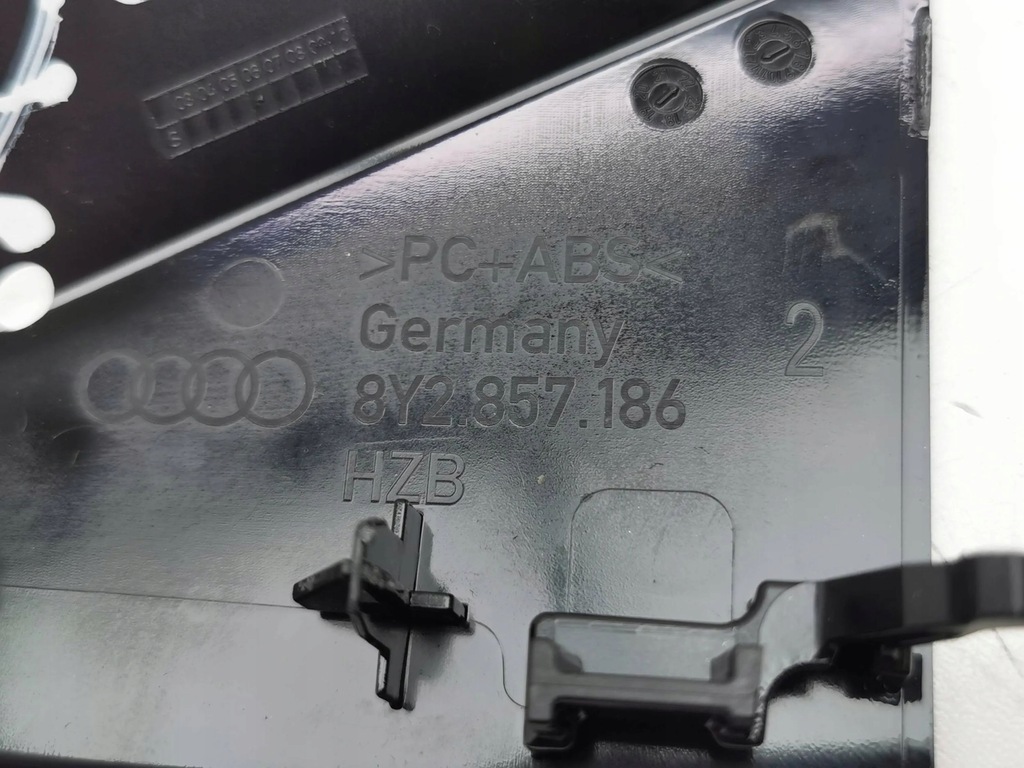 S
>PC+ABS<
Germany
2
8Y2.857.186
HZB